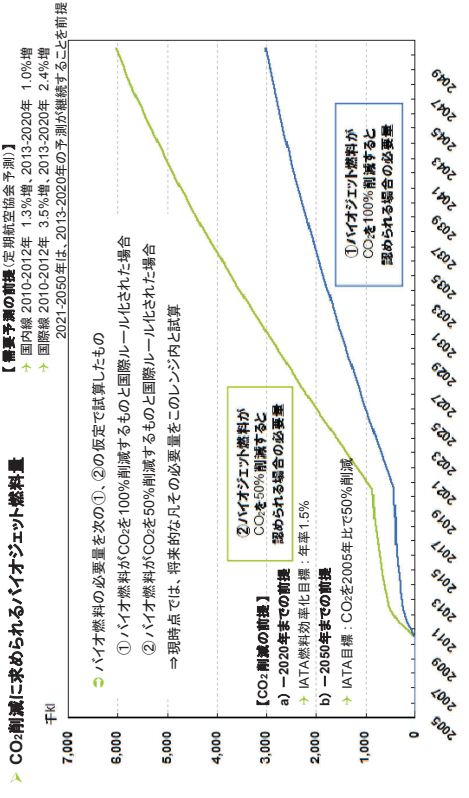 ➢ CO₂削減に求められるバイオジェット燃料量
【 需要予測の前提(定期航空協会予測)】
国内線 2010-2012年 1.3%増、2013-2020年 1.0%増
国際線 2010-2012年 3.5%増、2013-2020年 2.4%増
2021-2050年は、2013-2020年の予測が継続することを前提
バイオ燃料の必要量を次の①、②の仮定で試算したもの
① バイオ燃料がCO₂を100%削減するものと国際ルール化された場合
② バイオ燃料がCO₂を50%削減するものと国際ルール化された場合
⇒現時点では、将来的な凡その必要量をこのレンジ内と試算
②バイオジェット燃料が
CO₂を50%削減すると
認められる場合の必要量
①バイオジェット燃料が
CO₂を100%削減すると
認められる場合の必要量
【CO₂削減の前提 】
a) －2020年までの前提
IATA燃料効率化目標：年率1.5%
b) －2050年までの前提
IATA目標：CO₂を2005年比で50%削減
千kl
7,000
6,000
5,000
4,000
3,000
2,000
1,000
0
2005
2007
2009
2011
2013
2015
2017
2019
2021
2023
2025
2027
2029
2031
2033
2035
2037
2039
2041
2043
2045
2047
2049